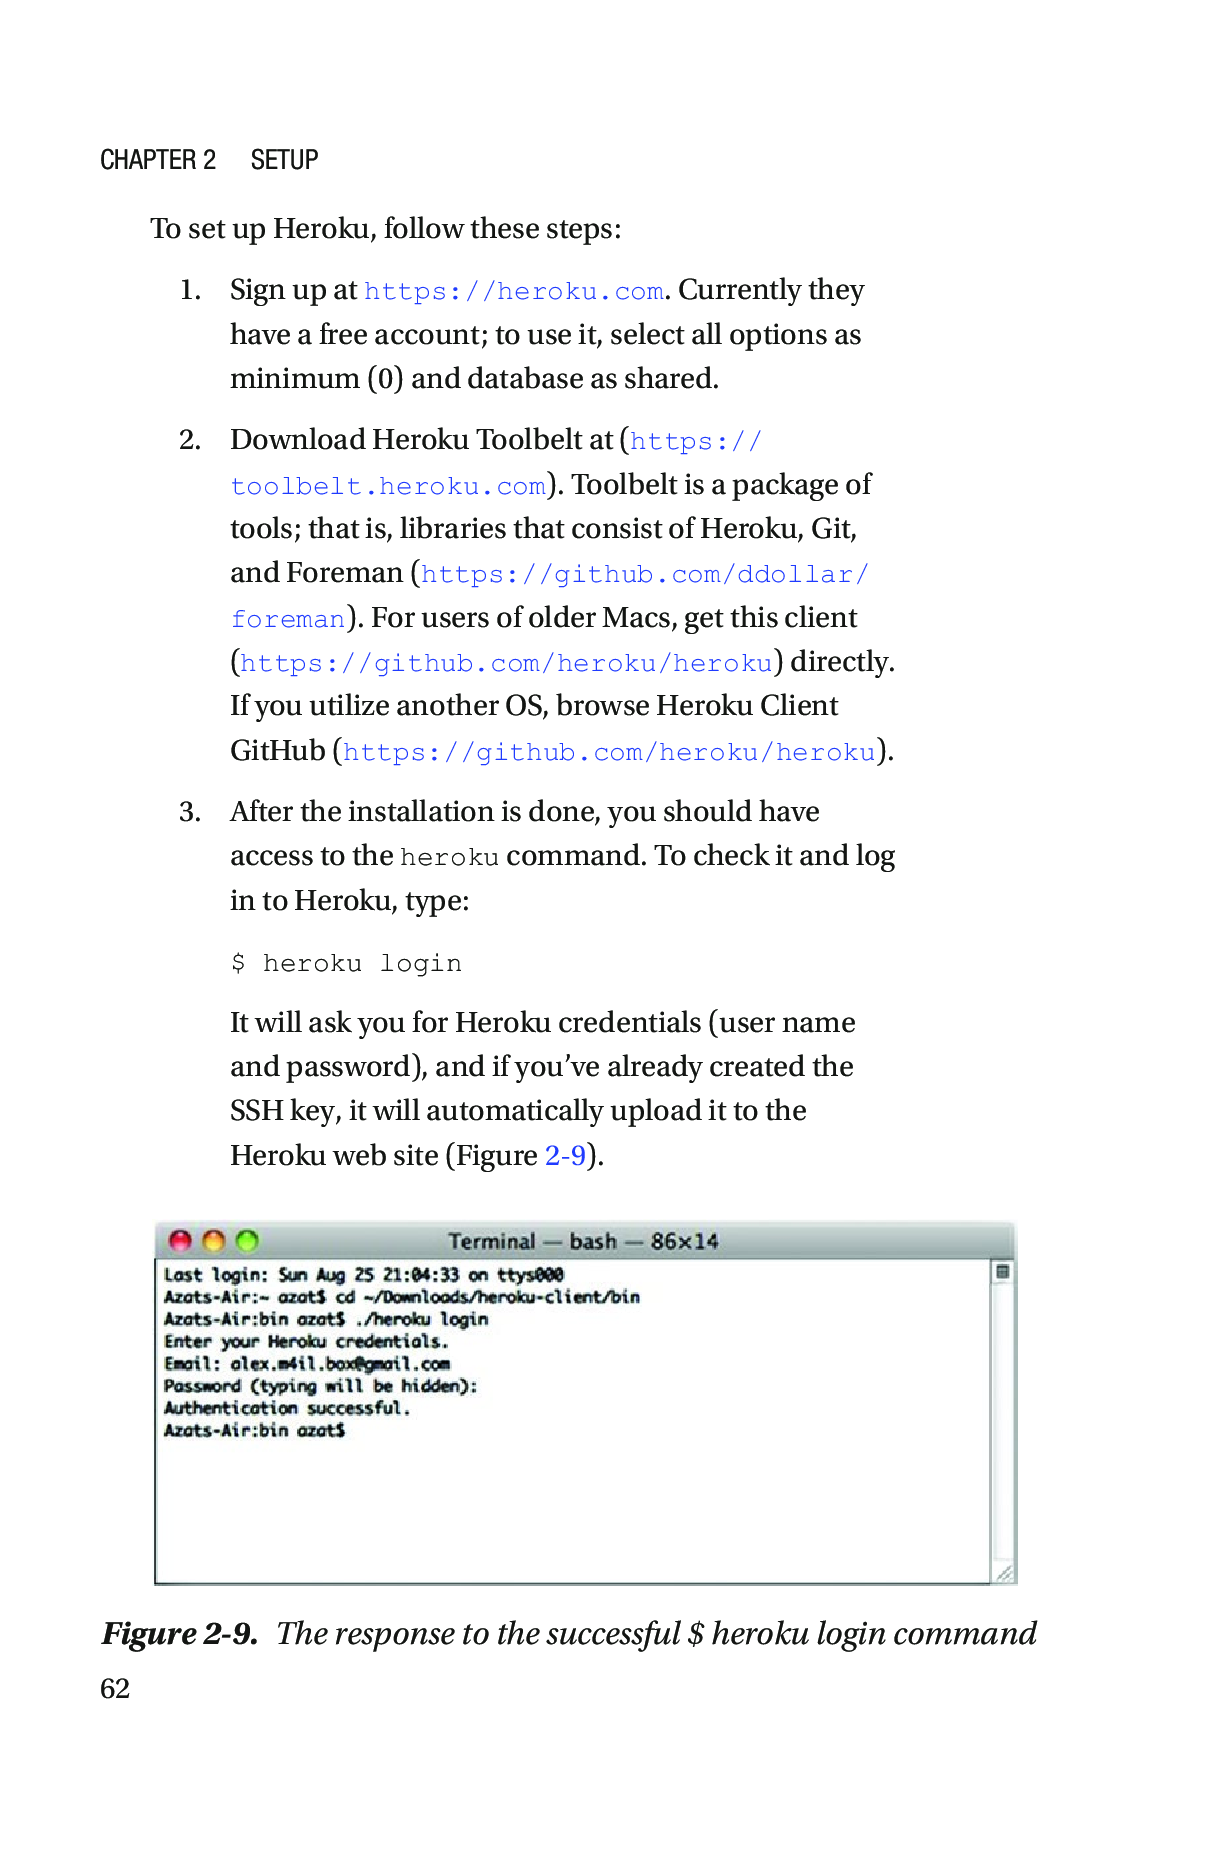 CHAPTER 2 SETUP
To set up Heroku, follow these steps:
1. Sign up at https://heroku.com. Currently they
have a free account; to use it, select all options as
minimum (0) and database as shared.
2. Download Heroku Toolbelt at (https://
toolbelt.heroku.com). Toolbelt is a package of
tools; that is, libraries that consist of Heroku, Git,
and Foreman (https://github.com/ddollar/
foreman). For users of older Macs, get this client
(https://github.com/heroku/heroku) directly.
If you utilize another OS, browse Heroku Client
GitHub (https://github.com/heroku/heroku).
3. After the installation is done, you should have
access to the heroku command. To check it and log
in to Heroku, type:
$ heroku login
It will ask you for Heroku credentials (user name
and password), and if you’ve already created the
SSH key, it will automatically upload it to the
Heroku web site (Figure 2-9).
Terminal — bash — 86×14
Last login: Sun Aug 25 21:04:33 on ttys000
Azats-Air:~ azat$ cd ~/Downloads/heroku-client/bin
Azats-Air:bin azat$ ./heroku login
Enter your Heroku credentials.
Email: alex.m4il.box@gmail.com
Password (typing will be hidden):
Authentication successful.
Azats-Air:bin azat$
Figure 2-9. The response to the successful $ heroku login command
62